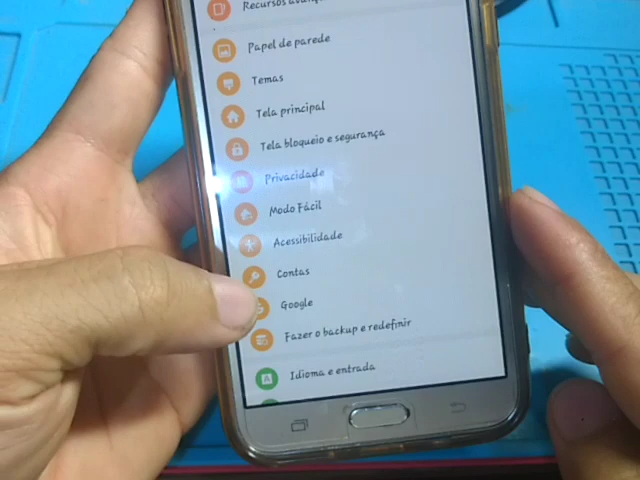 Recursos
Papel de parede
Temas
Tela principal
Tela bloqueio e segurança
Privacidade
Modo Fácil
Acessibilidade
Contas
Google
Fazer o backup e redefinir
Idioma e entrada